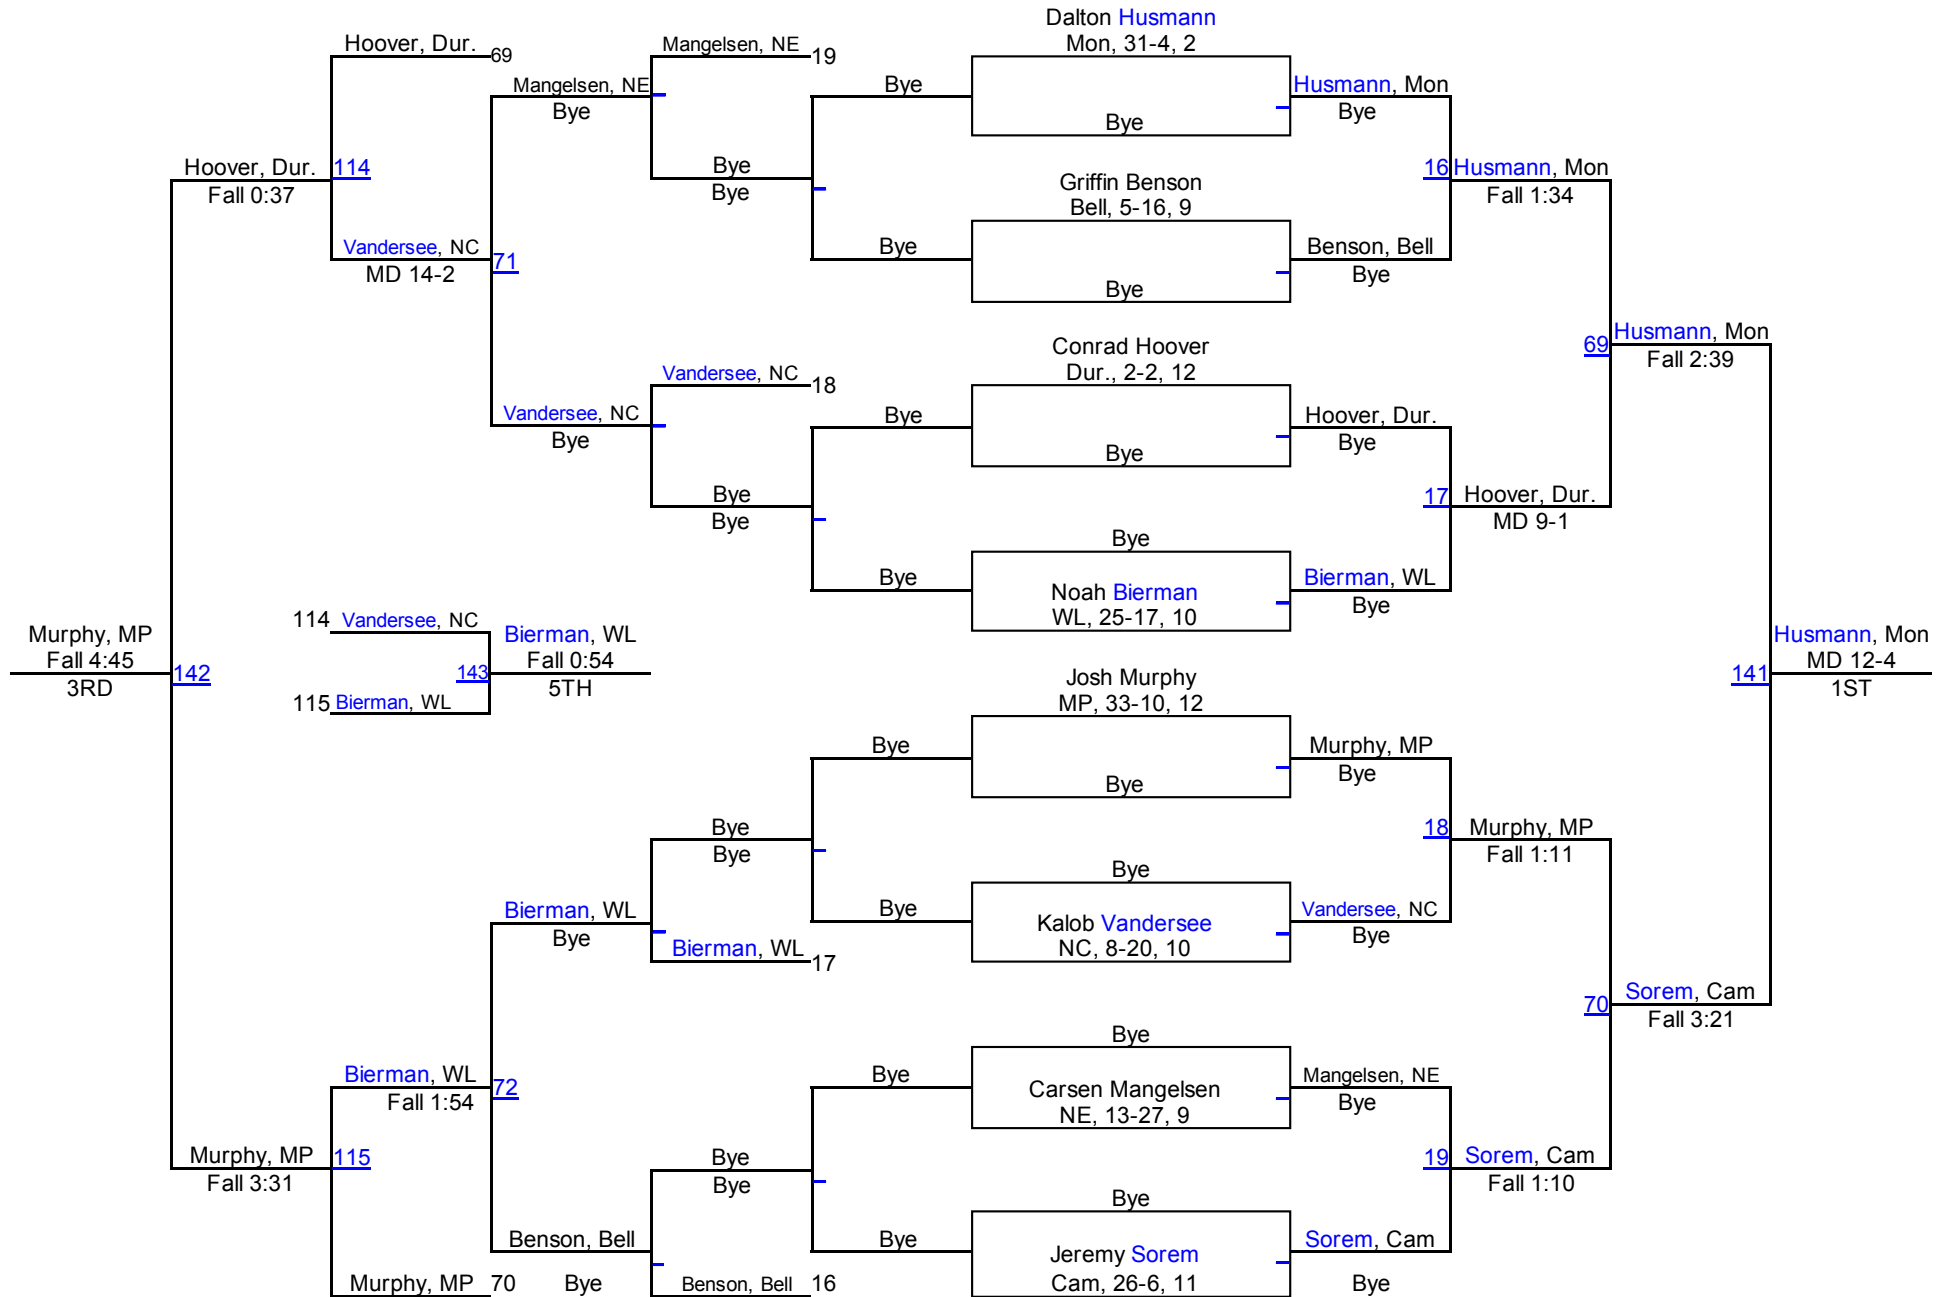 Dalton Husmann
Hoover, Dur.
69
Mangelsen, NE
19
Mon, 31-4, 2
Mangelsen, NE
Bye
Bye
Husmann, Mon
Bye
Bye
Hoover, Dur.
114
Fall 0:37
Bye
Bye
16
Husmann, Mon
Fall 1:34
Griffin Benson
Bell, 5-16, 9
Vandersee, NC
MD 14-2
71
Bye
Benson, Bell
Bye
Bye
69
Husmann, Mon
Fall 2:39
Conrad Hoover
Dur., 2-2, 12
Vandersee, NC
18
Vandersee, NC
Bye
Bye
Hoover, Dur.
Bye
Bye
Bye
Bye
17
Hoover, Dur.
MD 9-1
Bye
Bye
Noah Bierman
WL, 25-17, 10
Bierman, WL
Bye
114
Vandersee, NC
Murphy, MP
Fall 4:45
3RD
142
143
Bierman, WL
Fall 0:54
5TH
115
Bierman, WL
141
Husmann, Mon
MD 12-4
1ST
Josh Murphy
MP, 33-10, 12
Bye
Murphy, MP
Bye
Bye
Bye
Bye
18
Murphy, MP
Fall 1:11
Bye
Bierman, WL
Bye
Bye
Kalob Vandersee
NC, 8-20, 10
Vandersee, NC
Bye
Bierman, WL
17
70
Sorem, Cam
Fall 3:21
Bye
Bierman, WL
Fall 1:54
72
Bye
Carsen Mangelsen
NE, 13-27, 9
Mangelsen, NE
Bye
Murphy, MP
115
Fall 3:31
Bye
Bye
19
Sorem, Cam
Fall 1:10
Bye
Benson, Bell
Bye
Bye
Jeremy Sorem
Cam, 26-6, 11
Sorem, Cam
Bye
Murphy, MP
70
Benson, Bell
16